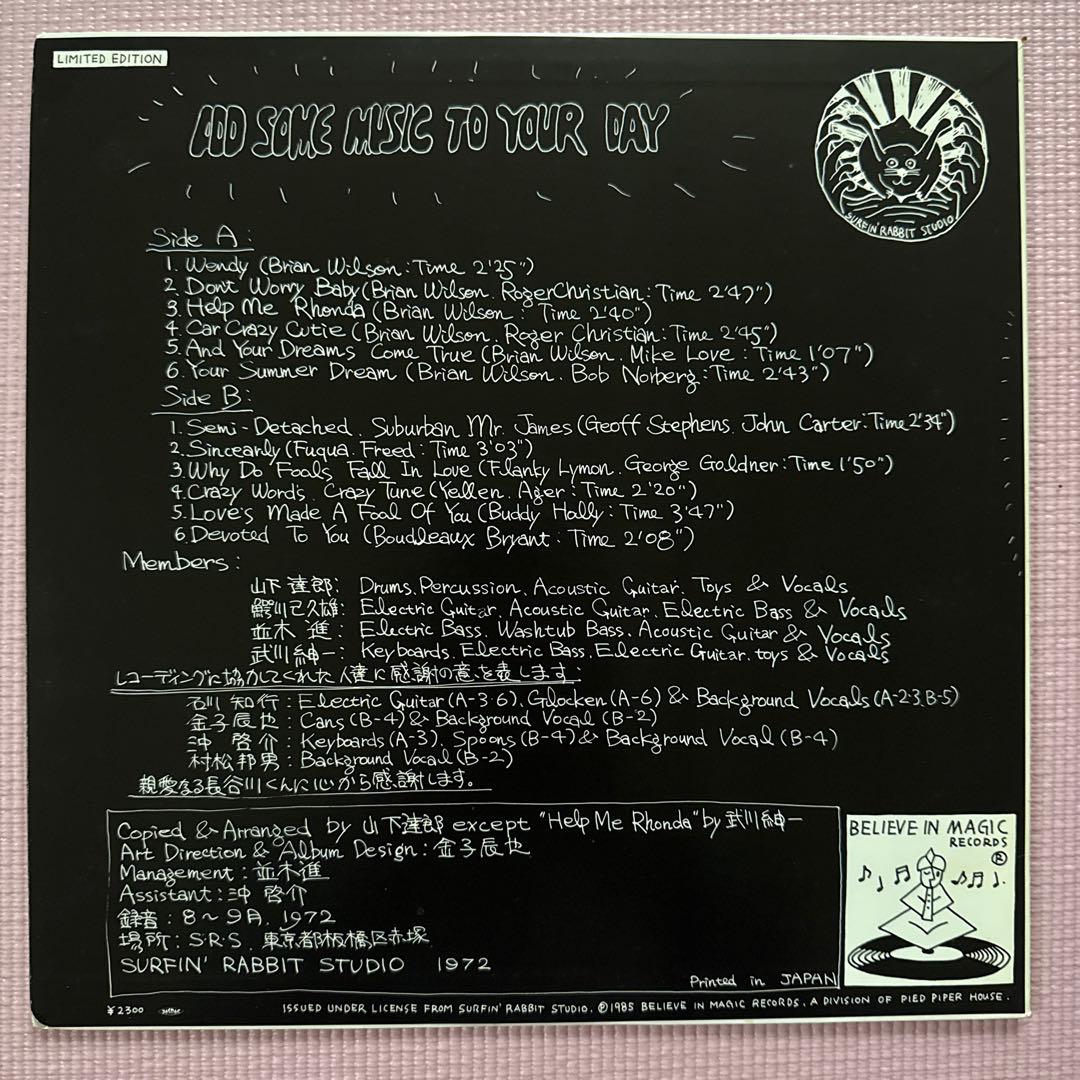 LIMITED EDITION
ADD SOME MUSIC TO YOUR DAY
SURFIN' RABBIT STUDIO
Side A:
1. Wendy (Brian Wilson: Time 2'25")
2. Don't Worry Baby (Brian Wilson. Roger Christian: Time 2'47")
3. Help Me Rhonda (Brian Wilson: Time 2'40")
4. Car Crazy Cutie (Brian Wilson. Roger Christian: Time 2'45")
5. And Your Dreams Come True (Brian Wilson. Mike Love: Time 1'07")
6. Your Summer Dream (Brian Wilson. Bob Norberg: Time 2'43")
Side B:
1. Semi-Detached. Suburban Mr. James (Geoff Stephens. John Carter: Time 2'34")
2. Sincearly (Fuqua. Freed: Time 3'03")
3. Why Do Fools Fall In Love (Flanky Lymon. George Goldner: Time 1'50")
4. Crazy Words. Crazy Tune (Yellen. Ager: Time 2'20")
5. Love's Made A Fool Of You (Buddy Holly: Time 3'47")
6. Devoted To You (Boudleaux Bryant: Time 2'08")
Members:
山下達郎: Drums. Percussion. Acoustic Guitar. Toys & Vocals
鰐川己久雄: Electric Guitar. Acoustic Guitar. Electric Bass & Vocals
並木 進: Electric Bass. Washtub Bass. Acoustic Guitar & Vocals
武川紳一: Keyboards. Electric Bass. Electric Guitar. toys & Vocals
レコーディングに協力してくれた人達に感謝の意を表します:
石川 知行: Electric Guitar (A-3·6). Glocken (A-6) & Background Vocals (A-2·3. B-5)
金子辰也: Cans (B-4) & Background Vocal (B-2)
沖 啓介: Keyboards (A-3). Spoons (B-4) & Background Vocal (B-4)
村松邦男: Background Vocal (B-2)
親愛なる長谷川くんに心から感謝します。
Copied & Arranged by 山下達郎 except "Help Me Rhonda" by 武川紳一
Art Direction & Album Design: 金子辰也
Management: 並木進
Assistant: 沖 啓介
録音: 8〜9月. 1972
場所: S·R·S. 東京都板橋区赤塚
SURFIN' RABBIT STUDIO 1972
Printed in JAPAN
BELIEVE IN MAGIC
RECORDS
®
¥2300
ISSUED UNDER LICENSE FROM SURFIN' RABBIT STUDIO. ℗1985 BELIEVE IN MAGIC RECORDS. A DIVISION OF PIED PIPER HOUSE.